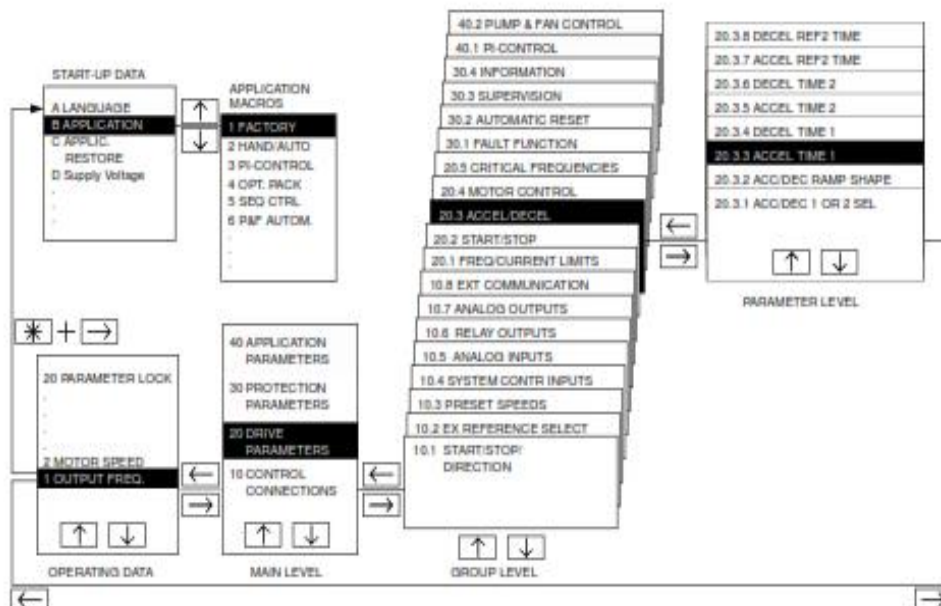 START-UP DATA
A LANGUAGE
B APPLICATION
C APPLIC.
RESTORE
D Supply Voltage
APPLICATION
MACROS
1 FACTORY
2 HAND/AUTO
3 PI-CONTROL
4 OPT. PACK
5 SEQ CTRL
6 P&F AUTOM.
40.2 PUMP & FAN CONTROL
40.1 PI-CONTROL
30.4 INFORMATION
30.3 SUPERVISION
30.2 AUTOMATIC RESET
30.1 FAULT FUNCTION
20.5 CRITICAL FREQUENCIES
20.4 MOTOR CONTROL
20.3 ACCEL/DECEL
20.2 START/STOP
20.1 FREQ/CURRENT LIMITS
10.8 EXT COMMUNICATION
10.7 ANALOG OUTPUTS
10.6 RELAY OUTPUTS
10.5 ANALOG INPUTS
10.4 SYSTEM CONTR INPUTS
10.3 PRESET SPEEDS
10.2 EX REFERENCE SELECT
10.1 START/STOP/
DIRECTION
GROUP LEVEL
20.3.8 DECEL REF2 TIME
20.3.7 ACCEL REF2 TIME
20.3.6 DECEL TIME 2
20.3.5 ACCEL TIME 2
20.3.4 DECEL TIME 1
20.3.3 ACCEL TIME 1
20.3.2 ACC/DEC RAMP SHAPE
20.3.1 ACC/DEC 1 OR 2 SEL
PARAMETER LEVEL
* + →
20 PARAMETER LOCK
2 MOTOR SPEED
1 OUTPUT FREQ.
OPERATING DATA
40 APPLICATION
PARAMETERS
30 PROTECTION
PARAMETERS
20 DRIVE
PARAMETERS
10 CONTROL
CONNECTIONS
MAIN LEVEL